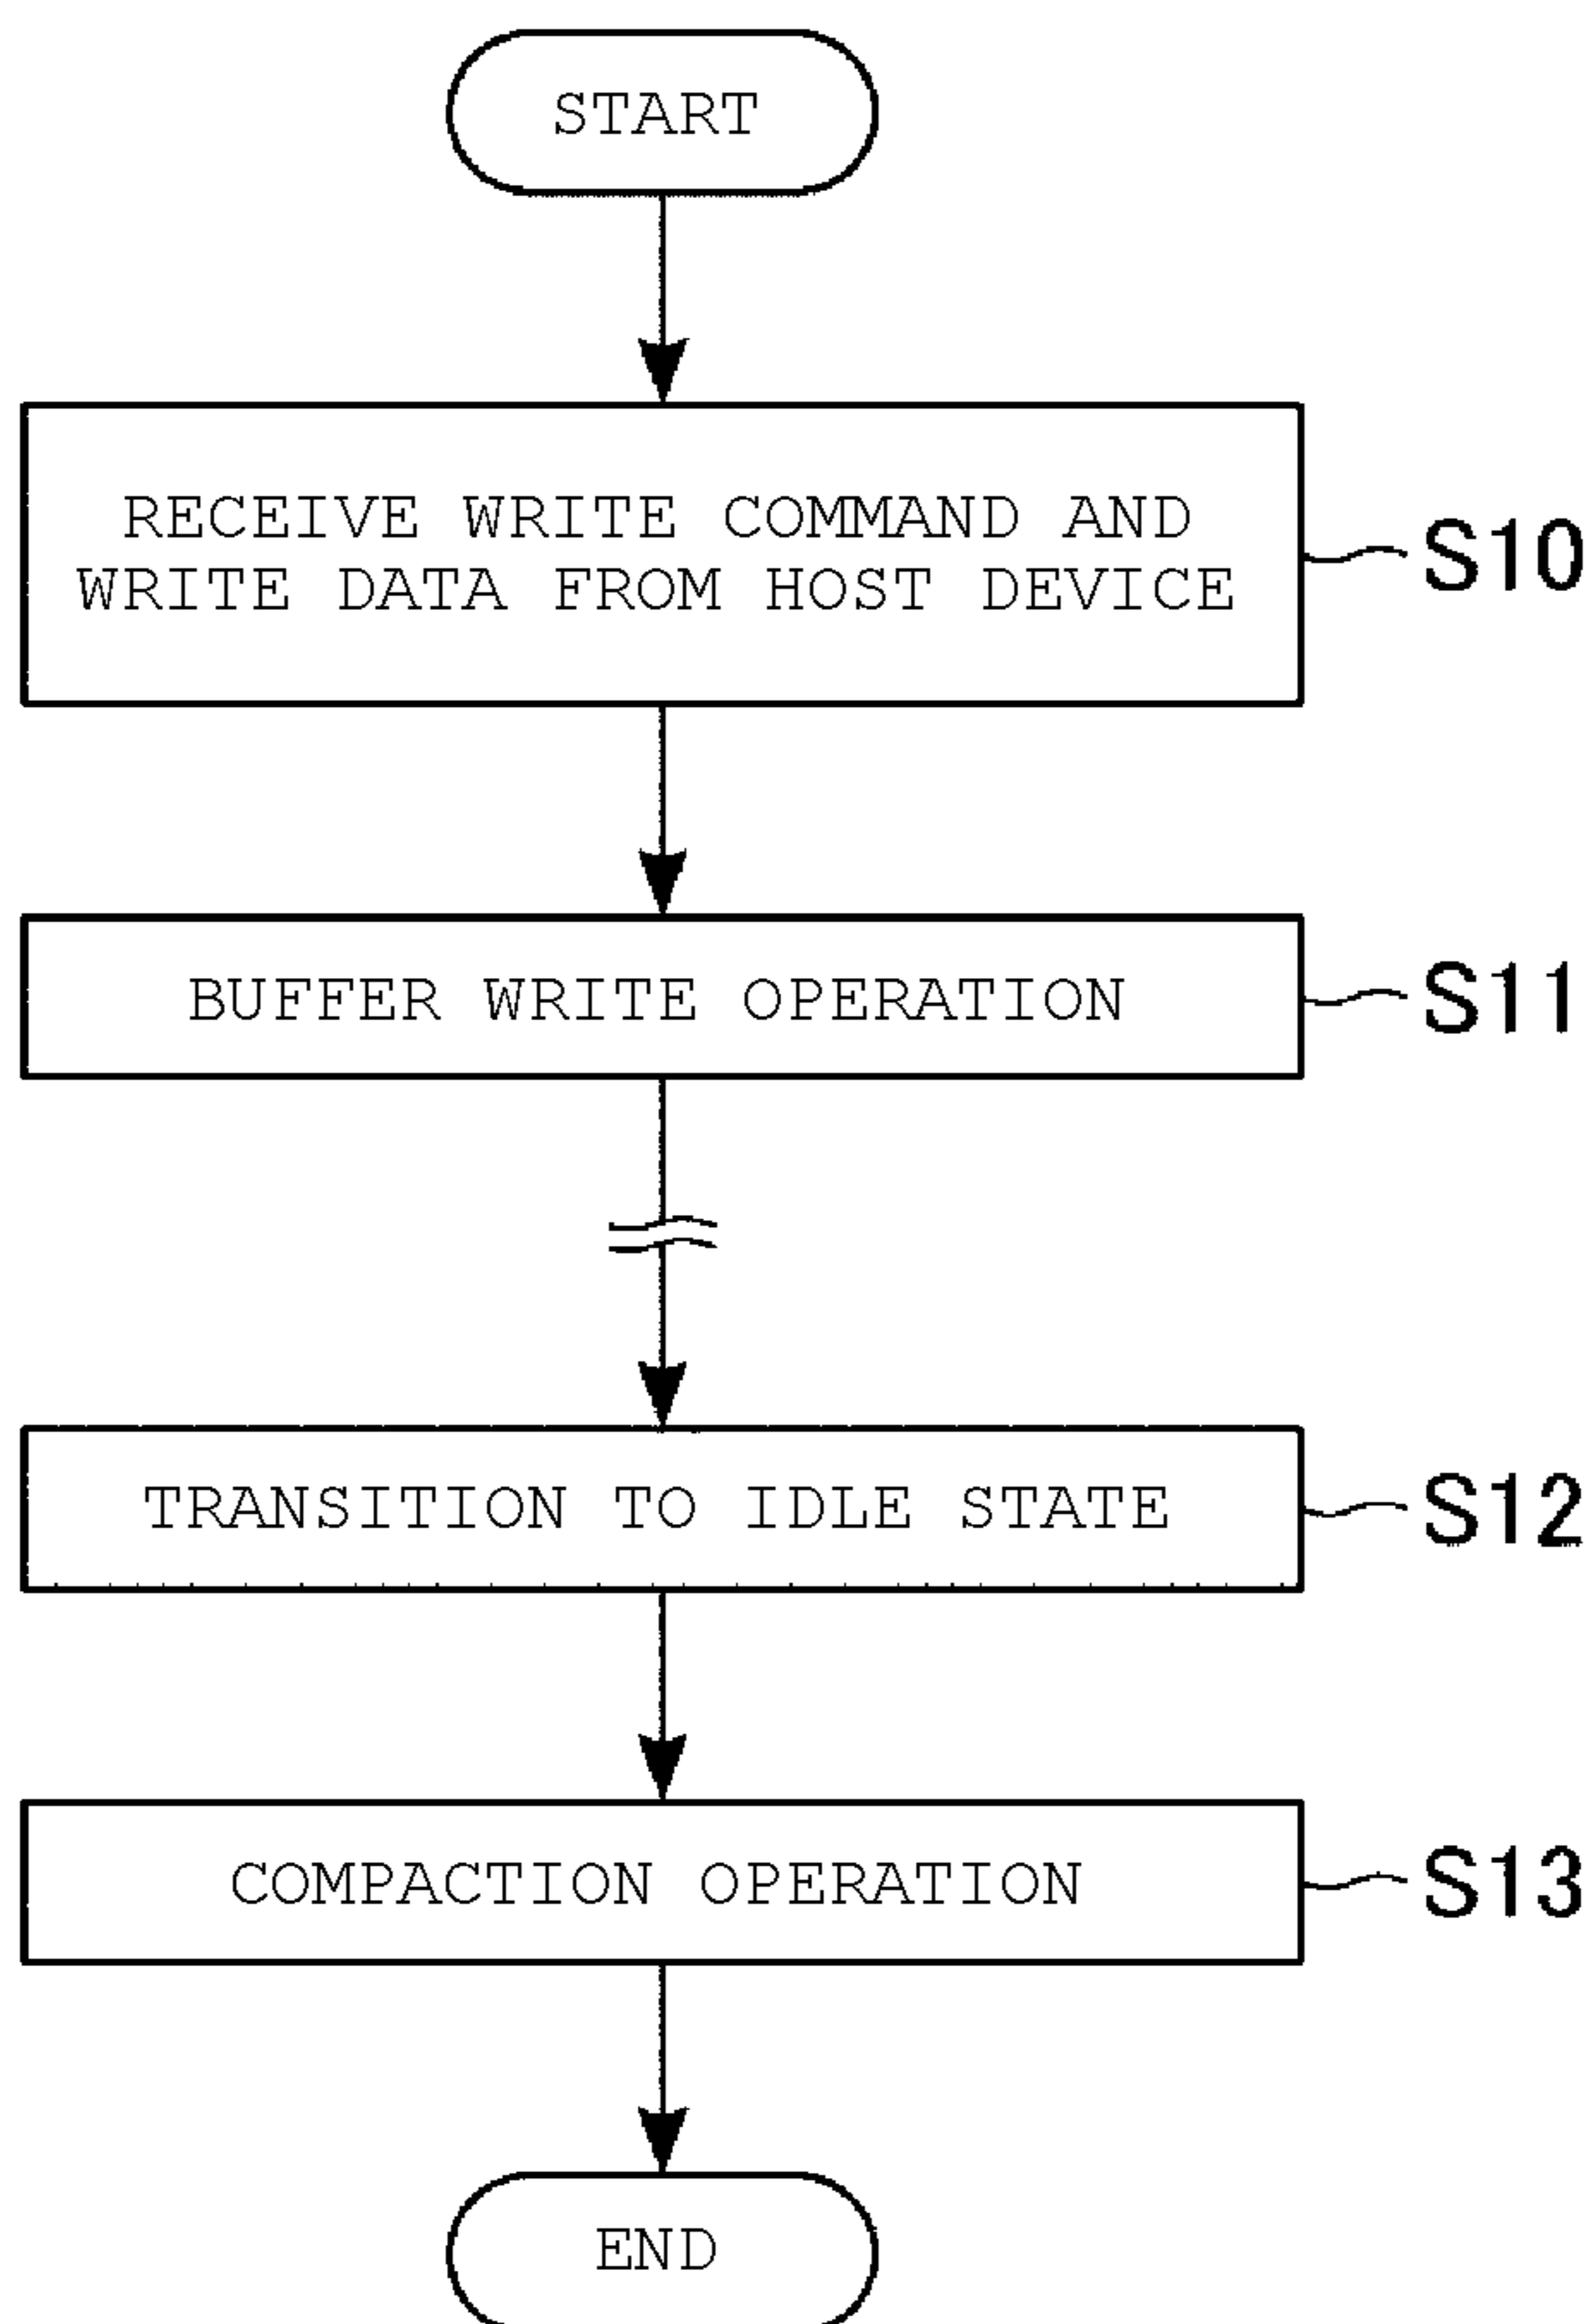 START
RECEIVE WRITE COMMAND AND
WRITE DATA FROM HOST DEVICE
S10
BUFFER WRITE OPERATION
S11
TRANSITION TO IDLE STATE
S12
COMPACTION OPERATION
S13
END